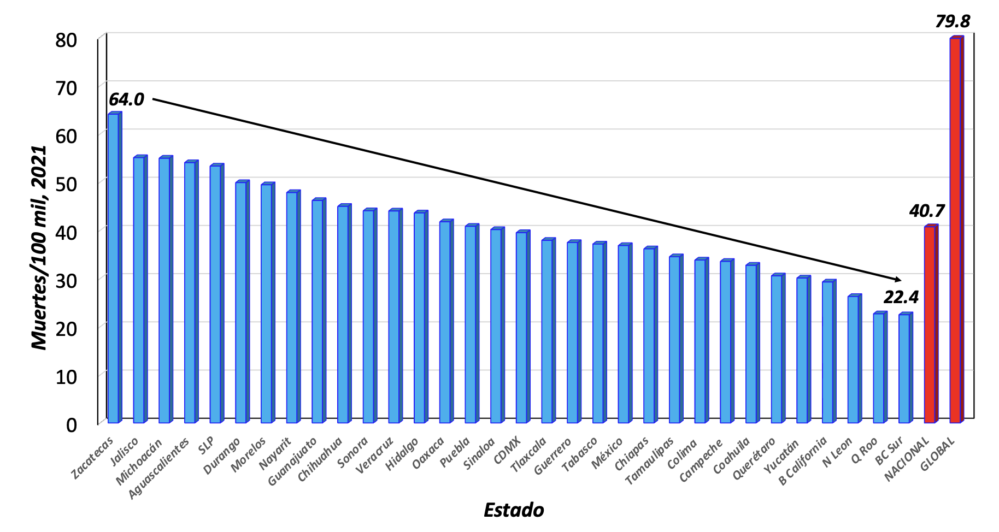 79.8
80
70
64.0
60
50
40.7
40
30
22.4
20
10
0
Muertes/100 mil, 2021
Zacatecas
Jalisco
Michoacán
Aguascalientes
SLP
Durango
Morelos
Nayarit
Guanajuato
Chihuahua
Sonora
Veracruz
Hidalgo
Oaxaca
Puebla
Sinaloa
CDMX
Tlaxcala
Guerrero
Tabasco
México
Chiapas
Tamaulipas
Colima
Campeche
Coahuila
Querétaro
Yucatán
B California
N Leon
Q Roo
BC Sur
NACIONAL
GLOBAL
Estado